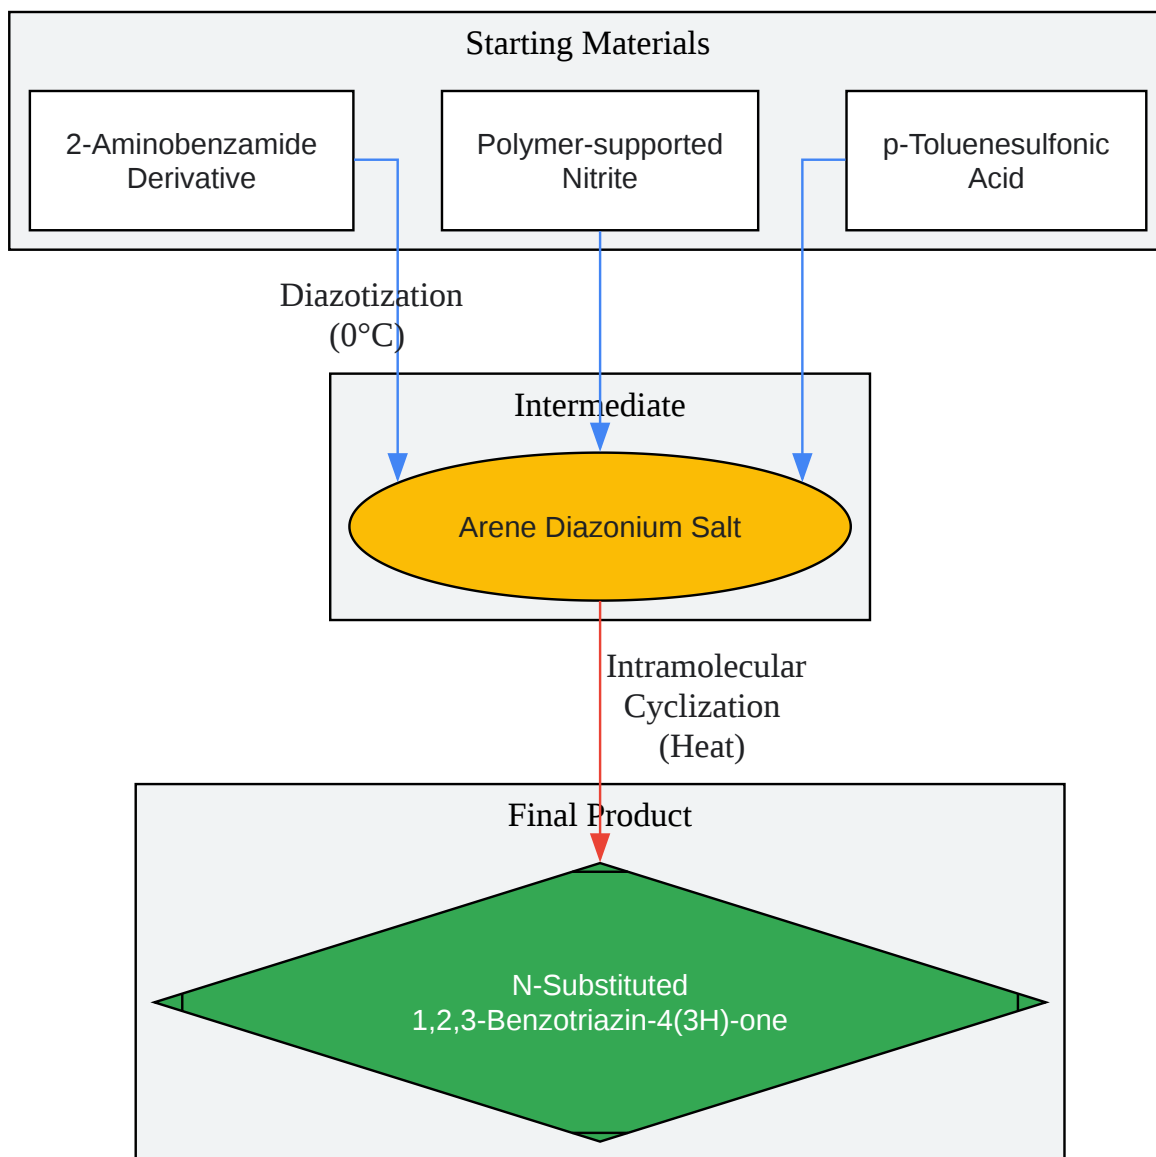 Starting Materials
2-Aminobenzamide
Derivative
Polymer-supported
Nitrite
p-Toluenesulfonic
Acid
Diazotization
(0°C)
Intermediate
Arene Diazonium Salt
Intramolecular
Cyclization
(Heat)
Final Product
N-Substituted
1,2,3-Benzotriazin-4(3H)-one